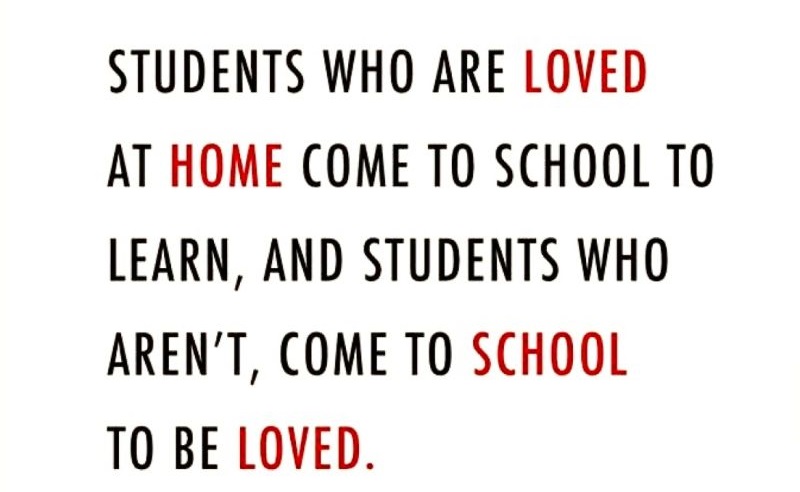 STUDENTS WHO ARE LOVED
AT HOME COME TO SCHOOL TO
LEARN, AND STUDENTS WHO
AREN'T, COME TO SCHOOL
TO BE LOVED.